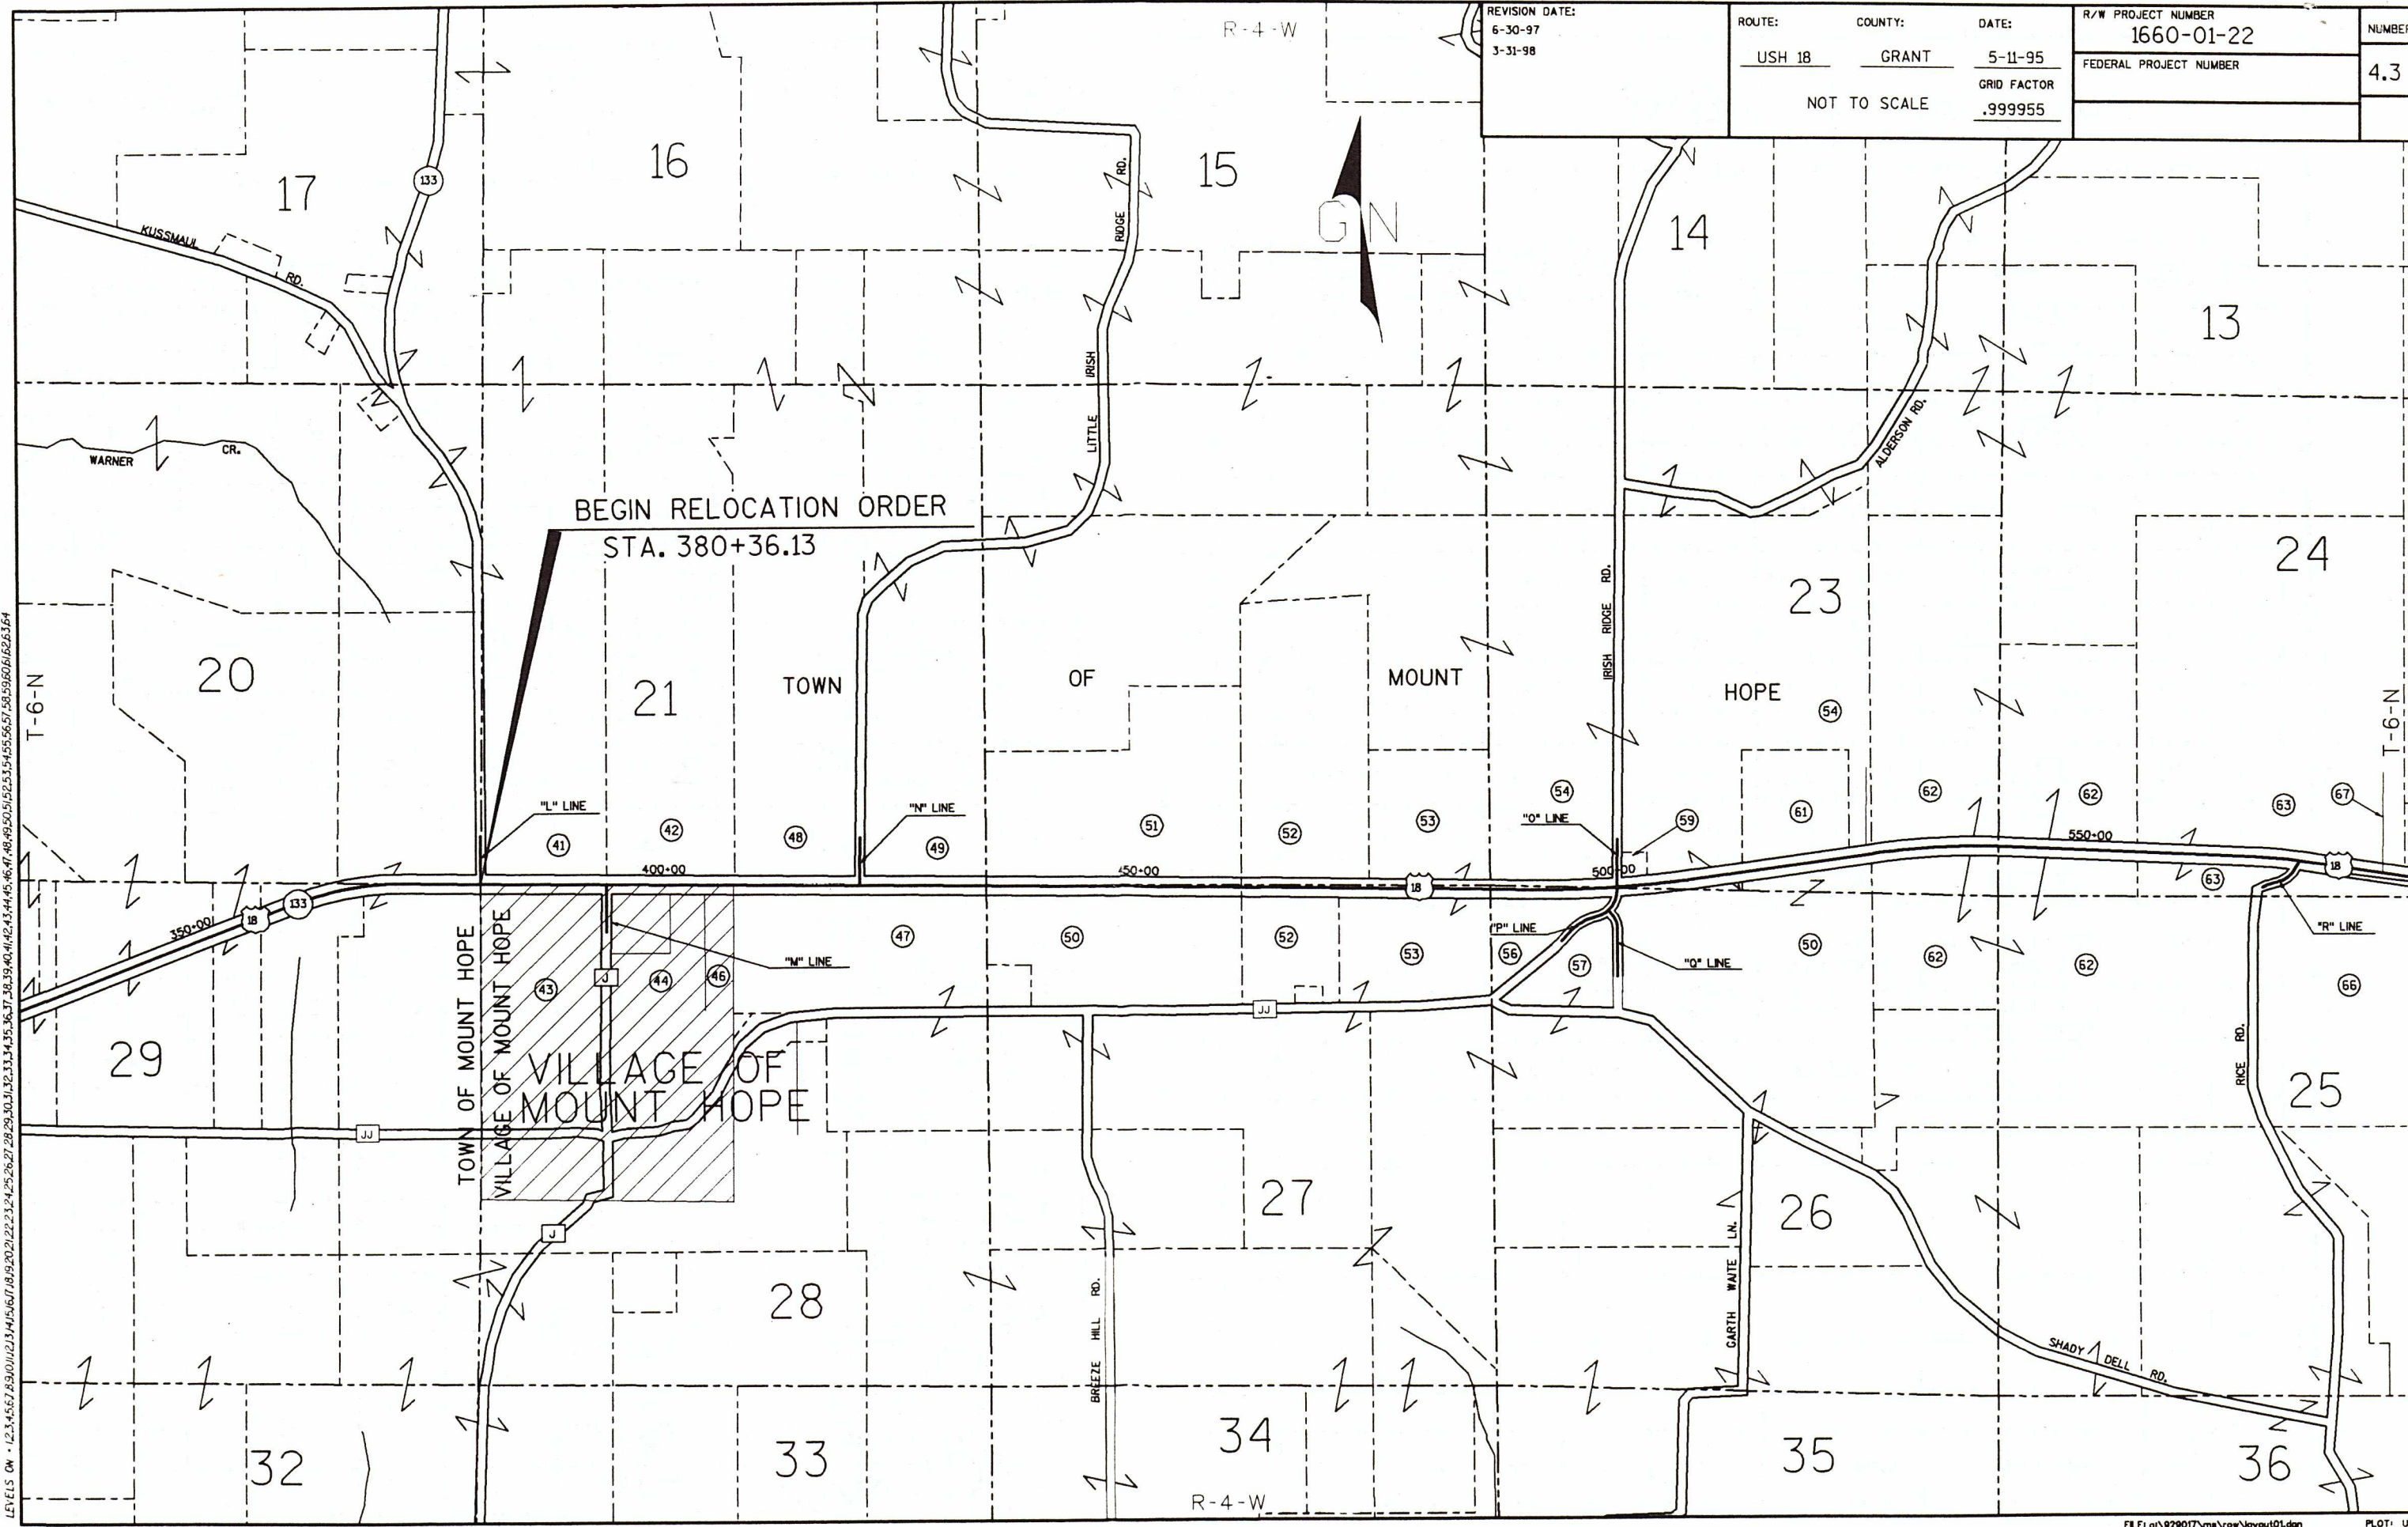 REVISION DATE:
6-30-97
3-31-98
ROUTE:
COUNTY:
DATE:
USH 18
GRANT
5-11-95
GRID FACTOR
NOT TO SCALE
.999955
R/W PROJECT NUMBER
1660-01-22
FEDERAL PROJECT NUMBER
4.3
R-4-W
17
133
16
15
14
13
GN
KUSSMAUL RD.
LITTLE IRISH RIDGE RD.
WARNER CR.
ALDERSON RD.
BEGIN RELOCATION ORDER
STA. 380+36.13
IRISH RIDGE RD.
T-6-N
20
21
23
24
T-6-N
TOWN OF MOUNT HOPE
54
"L" LINE
41
42
48
"N" LINE
49
51
52
53
54
"O" LINE
59
61
62
62
63
67
350+00
18
133
400+00
450+00
18
500+00
550+00
18
63
"M" LINE
47
50
52
53
"P" LINE
56
57
"Q" LINE
50
62
62
"R" LINE
66
43
J
44
46
TOWN OF MOUNT HOPE
VILLAGE OF MOUNT HOPE
VILLAGE OF
MOUNT HOPE
JJ
29
JJ
J
RICE RD.
25
27
26
28
BREEZE HILL RD.
GARTH WAITE LN.
SHADY DELL RD.
32
33
34
35
36
R-4-W